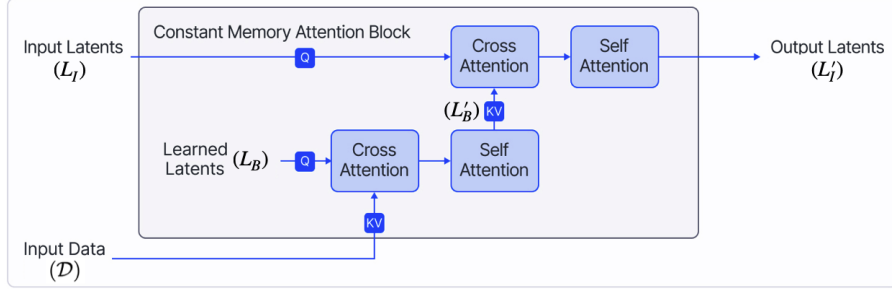 Constant Memory Attention Block
Input Latents
(L_I)
Q
Cross
Attention
Self
Attention
Output Latents
(L'_I)
(L'_B)
KV
Learned
Latents
(L_B)
Q
Cross
Attention
Self
Attention
KV
Input Data
(𝒟)